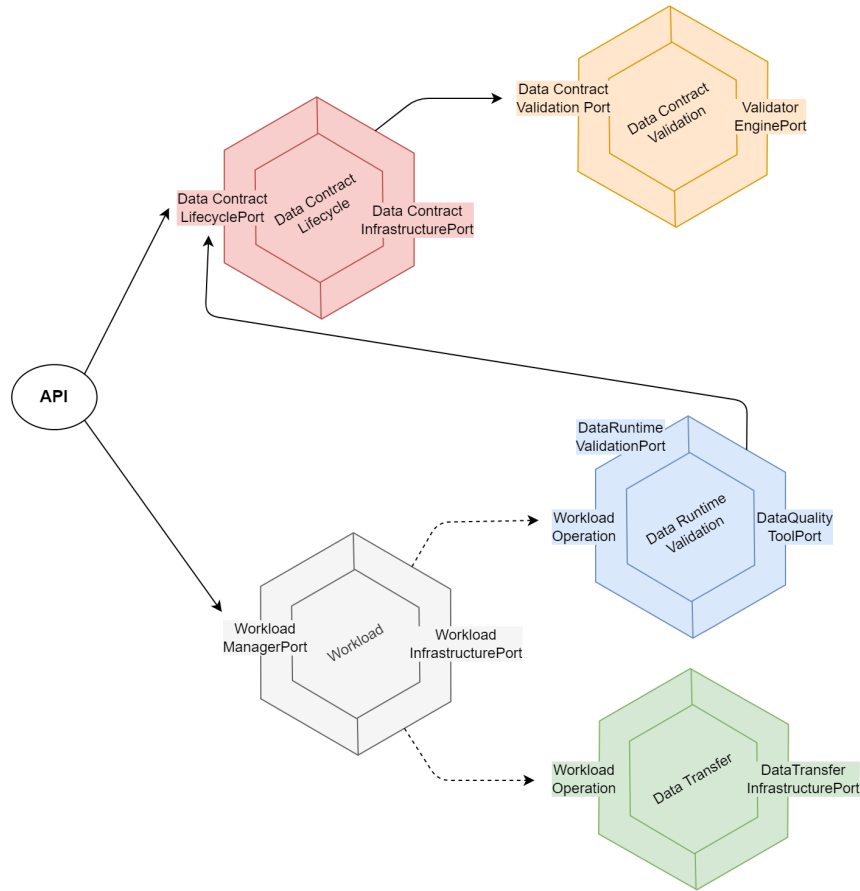 Data Contract
Validation Port
Data Contract
Validation
Validator
EnginePort
Data Contract
LifecyclePort
Data Contract
Lifecycle
Data Contract
InfrastructurePort
API
DataRuntime
ValidationPort
Workload
Operation
Data Runtime
Validation
DataQuality
ToolPort
Workload
ManagerPort
Workload
Workload
InfrastructurePort
Workload
Operation
Data Transfer
DataTransfer
InfrastructurePort